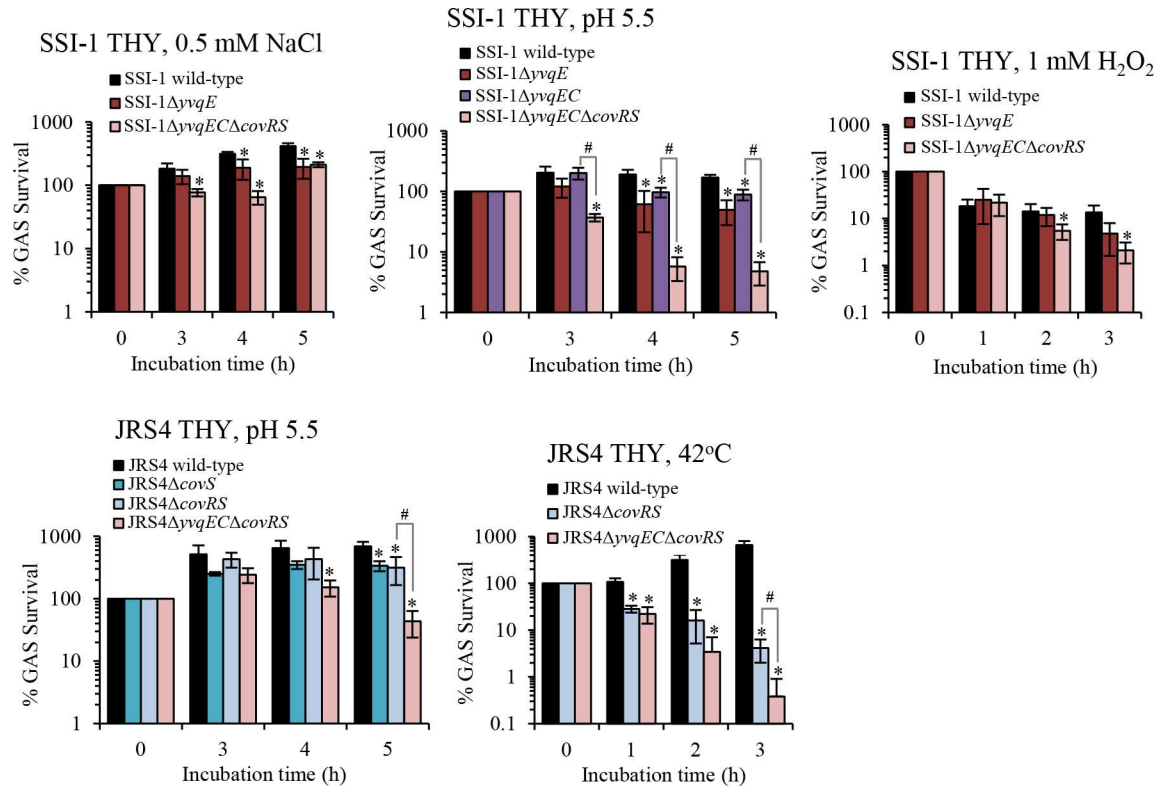 SSI-1 THY, 0.5 mM NaCl
SSI-1 wild-type
SSI-1ΔyvqE
SSI-1ΔyvqECΔcovRS
% GAS Survival
1000
100
10
1
*
*
*
*
*
0 3 4 5
Incubation time (h)
SSI-1 THY, pH 5.5
SSI-1 wild-type
SSI-1ΔyvqE
SSI-1ΔyvqEC
SSI-1ΔyvqECΔcovRS
% GAS Survival
1000
100
10
1
# # #
*
* * *
* * *
0 3 4 5
Incubation time (h)
SSI-1 THY, 1 mM H₂O₂
SSI-1 wild-type
SSI-1ΔyvqE
SSI-1ΔyvqECΔcovRS
% GAS Survival
1000
100
10
1
0.1
* *
0 1 2 3
Incubation time (h)
JRS4 THY, pH 5.5
JRS4 wild-type
JRS4ΔcovS
JRS4ΔcovRS
JRS4ΔyvqECΔcovRS
% GAS Survival
1000
100
10
1
#
* * * *
0 3 4 5
Incubation time (h)
JRS4 THY, 42°C
JRS4 wild-type
JRS4ΔcovRS
JRS4ΔyvqECΔcovRS
% GAS Survival
1000
100
10
1
0.1
#
* * * * * *
0 1 2 3
Incubation time (h)